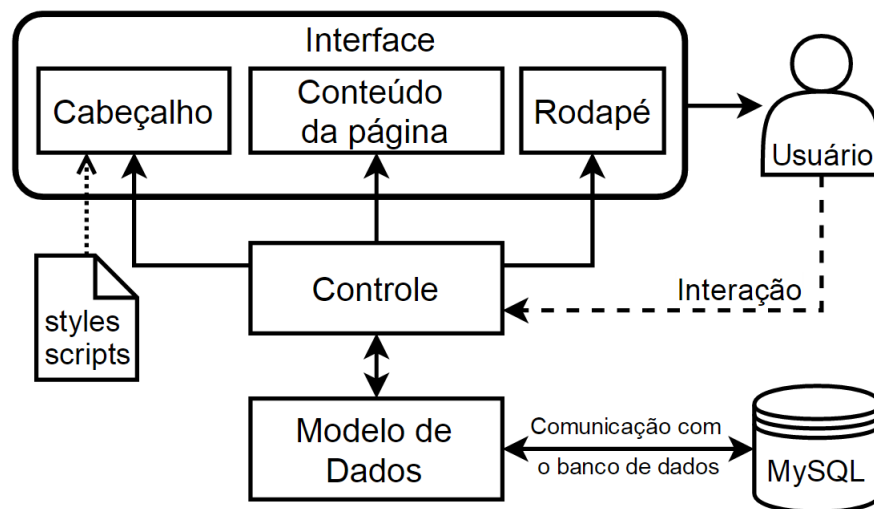 Interface
Cabeçalho
Conteúdo
da página
Rodapé
Usuário
styles
scripts
Controle
Interação
Modelo de
Dados
Comunicação com
o banco de dados
MySQL